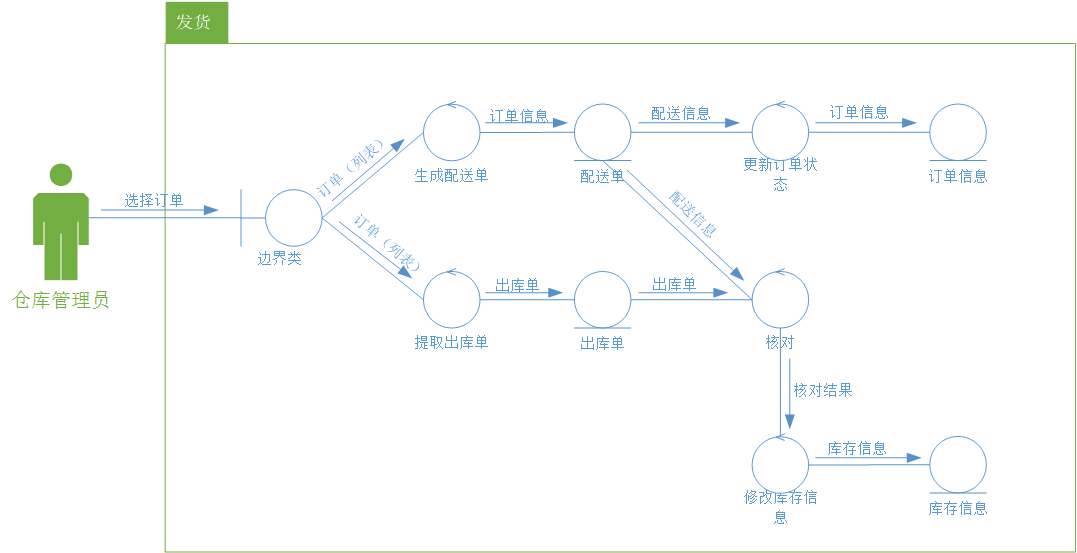 发货
订单信息
配送信息
订单信息
订单（列表）
生成配送单
配送单
更新订单状
态
订单信息
选择订单
配送信息
订单（列表）
边界类
仓库管理员
出库单
出库单
提取出库单
出库单
核对
核对结果
库存信息
修改库存信
息
库存信息